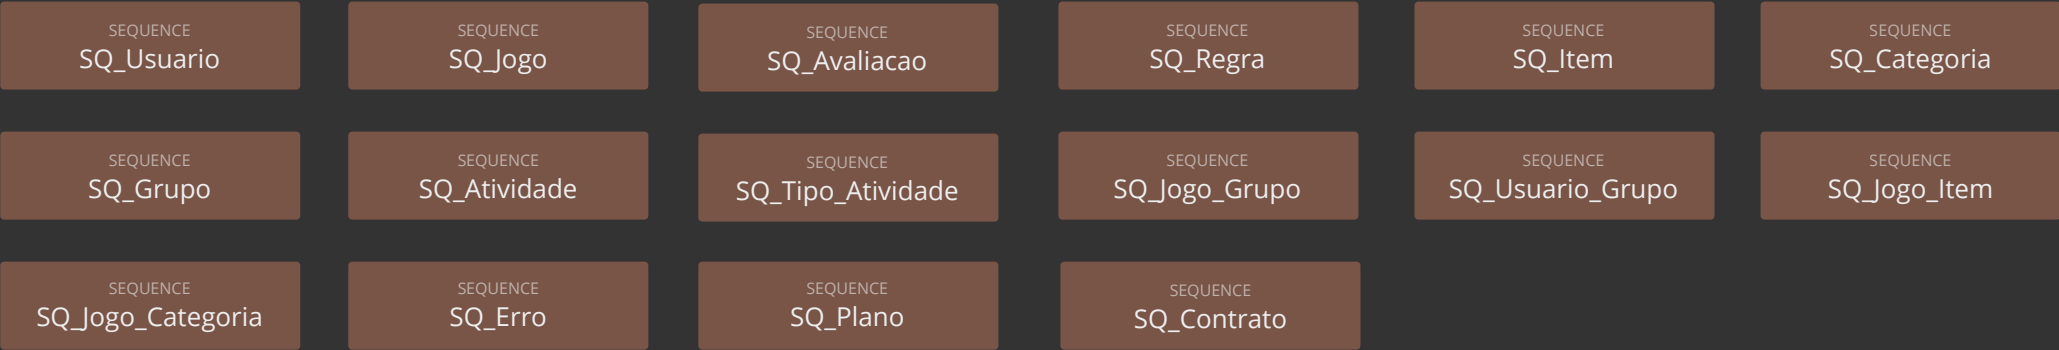 SEQUENCE
SQ_Usuario
SEQUENCE
SQ_Jogo
SEQUENCE
SQ_Avaliacao
SEQUENCE
SQ_Regra
SEQUENCE
SQ_Item
SEQUENCE
SQ_Categoria
SEQUENCE
SQ_Grupo
SEQUENCE
SQ_Atividade
SEQUENCE
SQ_Tipo_Atividade
SEQUENCE
SQ_Jogo_Grupo
SEQUENCE
SQ_Usuario_Grupo
SEQUENCE
SQ_Jogo_Item
SEQUENCE
SQ_Jogo_Categoria
SEQUENCE
SQ_Erro
SEQUENCE
SQ_Plano
SEQUENCE
SQ_Contrato